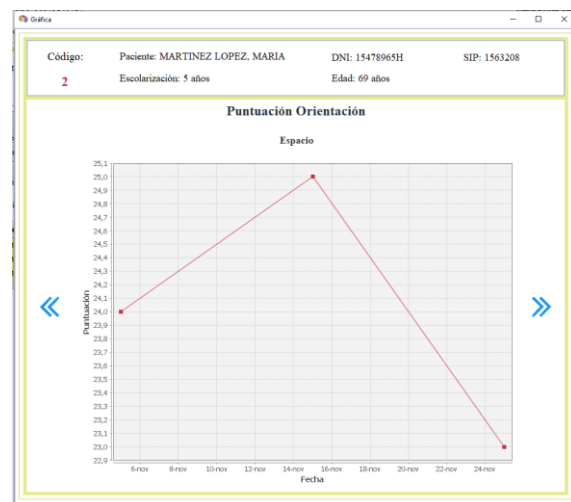 Gráfica
Código: Paciente: MARTINEZ LOPEZ, MARIA DNI: 15478965H SIP: 1563208
2 Escolarización: 5 años Edad: 69 años
Puntuación Orientación
Espacio
25,1
25,0
24,9
24,8
24,7
24,6
24,5
24,4
24,3
24,2
24,1
24,0
23,9
23,8
23,7
23,6
23,5
23,4
23,3
23,2
23,1
23,0
22,9
Puntuación
6-nov 8-nov 10-nov 12-nov 14-nov 16-nov 18-nov 20-nov 22-nov 24-nov
Fecha